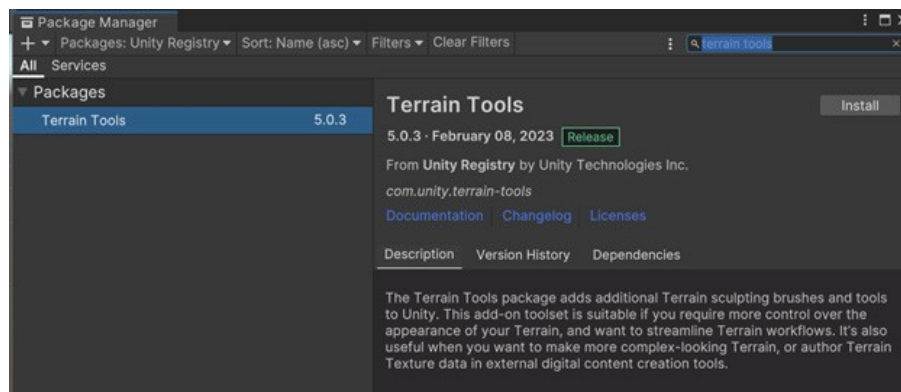 Package Manager
+ Packages: Unity Registry Sort: Name (asc) Filters Clear Filters terrain tools
All Services
Packages
Terrain Tools 5.0.3
Terrain Tools Install
5.0.3 · February 08, 2023 Release
From Unity Registry by Unity Technologies Inc.
com.unity.terrain-tools
Documentation Changelog Licenses
Description Version History Dependencies
The Terrain Tools package adds additional Terrain sculpting brushes and tools
to Unity. This add-on toolset is suitable if you require more control over the
appearance of your Terrain, and want to streamline Terrain workflows. It's also
useful when you want to make more complex-looking Terrain, or author Terrain
Texture data in external digital content creation tools.